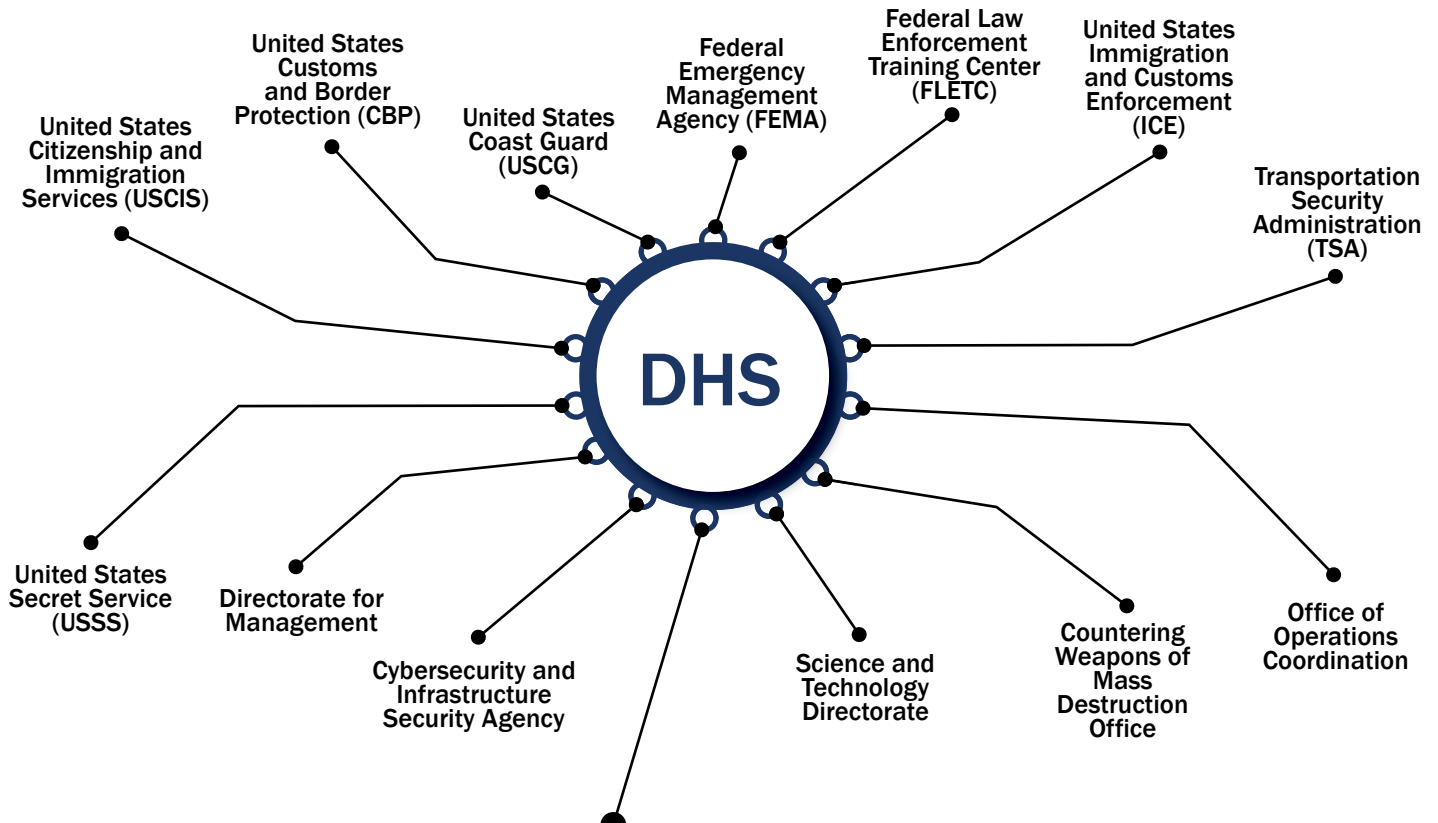 United States
Citizenship and
Immigration
Services (USCIS)
United States
Customs
and Border
Protection (CBP)
United States
Coast Guard
(USCG)
Federal
Emergency
Management
Agency (FEMA)
Federal Law
Enforcement
Training Center
(FLETC)
United States
Immigration
and Customs
Enforcement
(ICE)
Transportation
Security
Administration
(TSA)
DHS
United States
Secret Service
(USSS)
Directorate for
Management
Cybersecurity and
Infrastructure
Security Agency
Science and
Technology
Directorate
Countering
Weapons of
Mass
Destruction
Office
Office of
Operations
Coordination